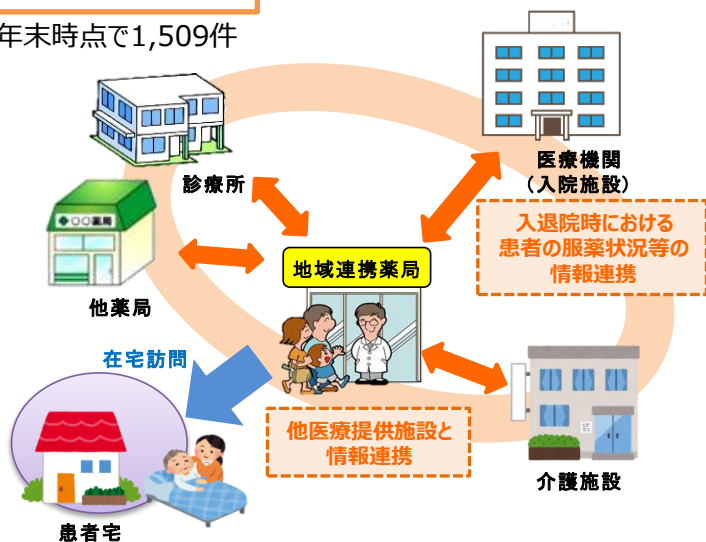 年末時点で1,509件
診療所
医療機関
（入院施設）
入退院時における
患者の服薬状況等の
情報連携
○○薬局
他薬局
地域連携薬局
在宅訪問
他医療提供施設と
情報連携
介護施設
患者宅